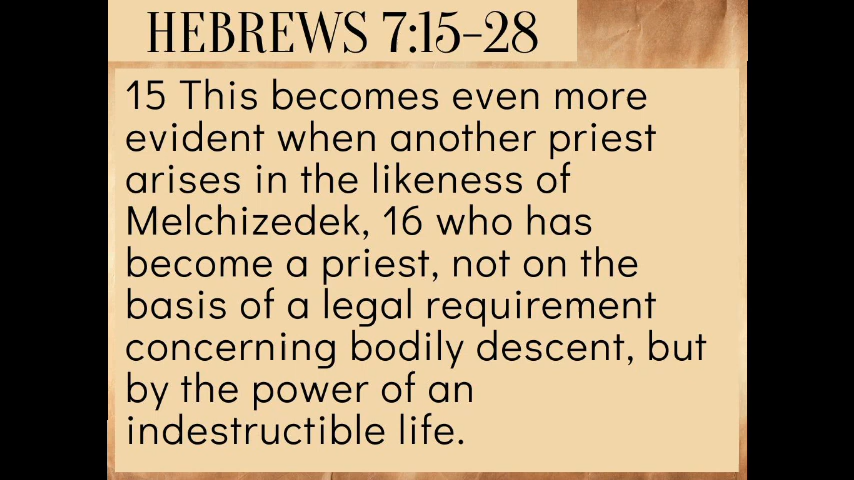 HEBREWS 7:15-28
15 This becomes even more
evident when another priest
arises in the likeness of
Melchizedek, 16 who has
become a priest, not on the
basis of a legal requirement
concerning bodily descent, but
by the power of an
indestructible life.